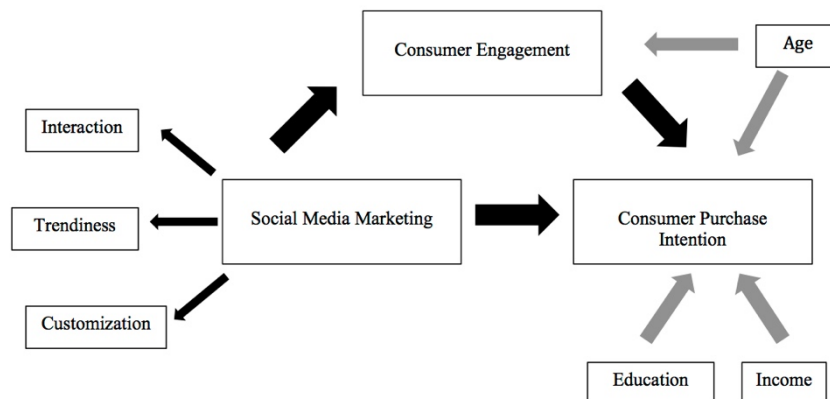 Consumer Engagement
Age
Interaction
Trendiness
Social Media Marketing
Consumer Purchase
Intention
Customization
Education
Income